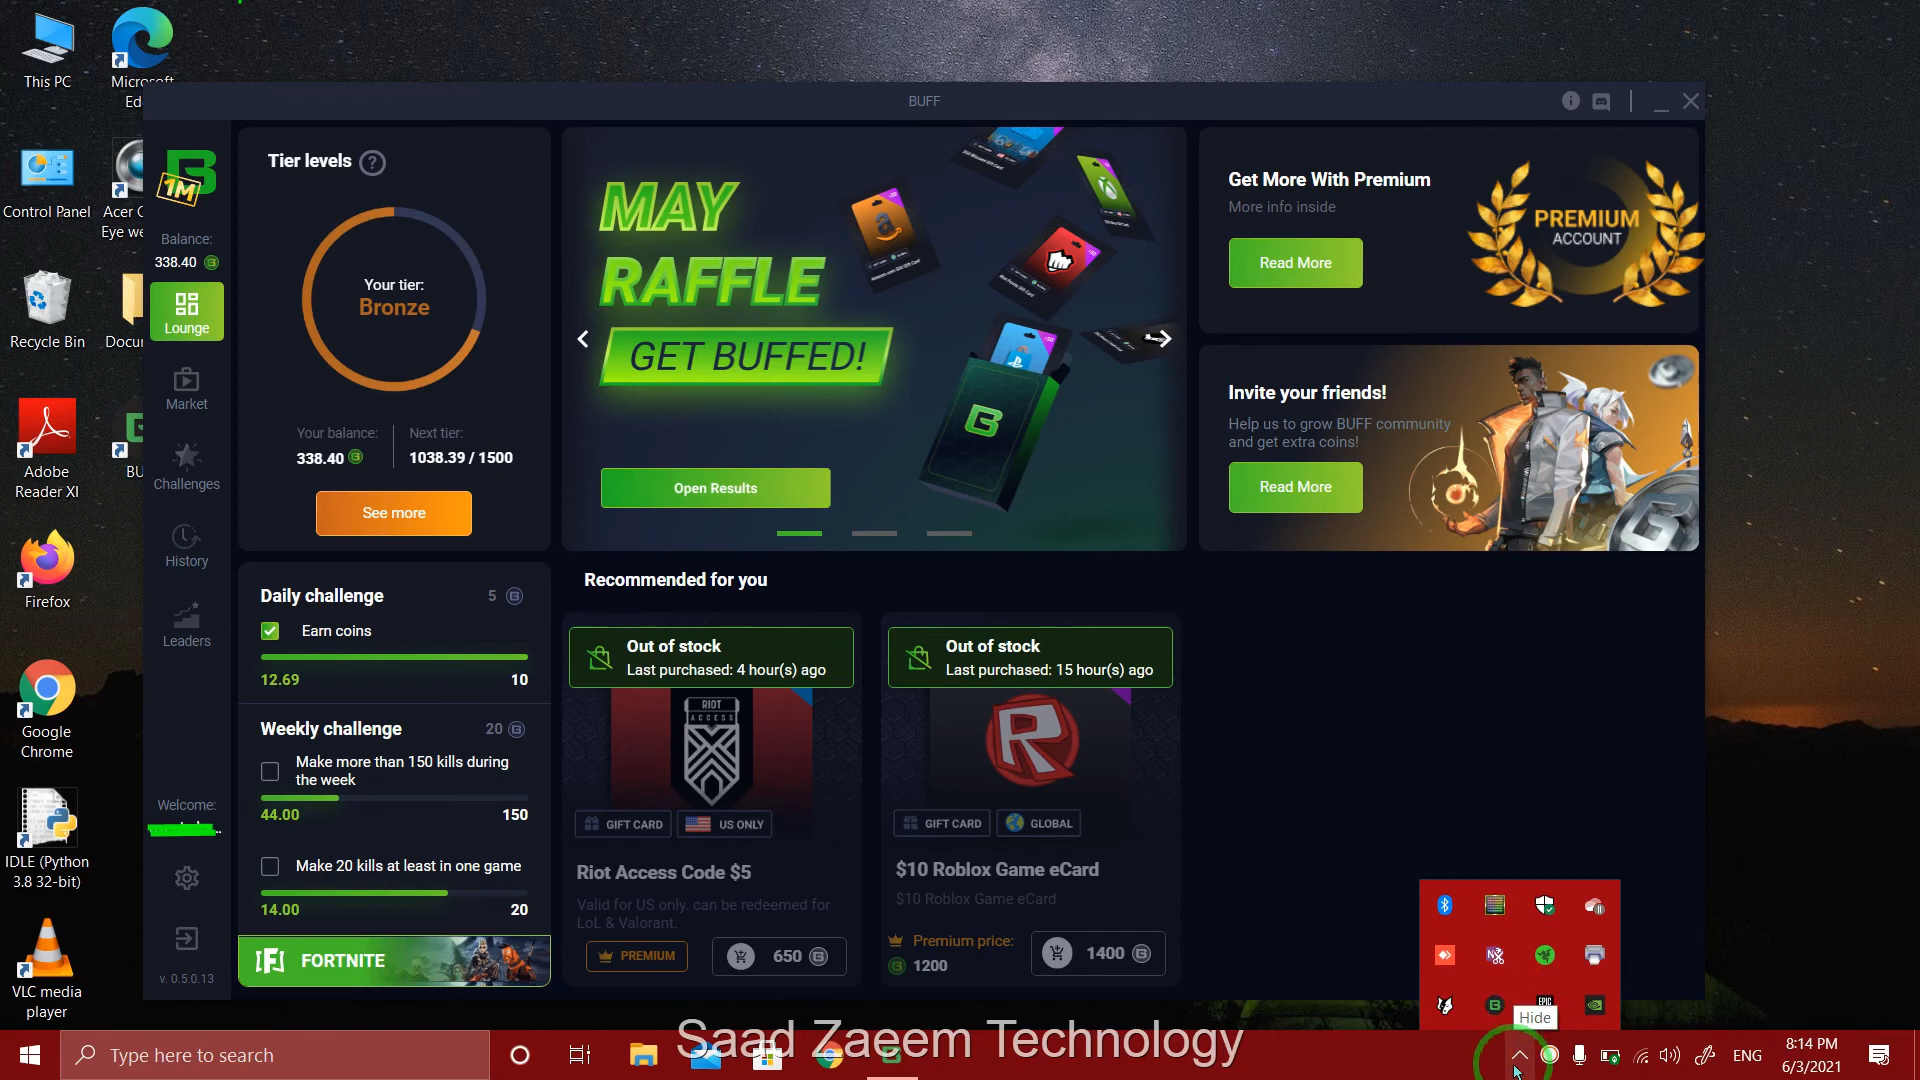 This PC
Microsoft
Ed
Control Panel
Acer C
Eye we
Recycle Bin
Docu
Adobe
Reader XI
BU
Firefox
Google
Chrome
IDLE (Python
3.8 32-bit)
VLC media
player
BUFF
1M
Balance:
338.40
Lounge
Market
Challenges
History
Leaders
Welcome:
v. 0.5.0.13
Tier levels ?
Your tier:
Bronze
Your balance:
338.40
Next tier:
1038.39 / 1500
See more
MAY
RAFFLE
GET BUFFED!
Open Results
Get More With Premium
More info inside
Read More
PREMIUM
ACCOUNT
Invite your friends!
Help us to grow BUFF community
and get extra coins!
Read More
Daily challenge 5
Earn coins
12.69 10
Weekly challenge 20
Make more than 150 kills during
the week
44.00 150
Make 20 kills at least in one game
14.00 20
FORTNITE
Recommended for you
Out of stock
Last purchased: 4 hour(s) ago
RIOT
ACCESS
GIFT CARD US ONLY
Riot Access Code $5
Valid for US only. can be redeemed for
LoL & Valorant.
PREMIUM 650
Out of stock
Last purchased: 15 hour(s) ago
GIFT CARD GLOBAL
$10 Roblox Game eCard
$10 Roblox Game eCard
Premium price:
1200
1400
EPIC
Hide
Saad Zaeem Technology
Type here to search
ENG
8:14 PM
6/3/2021